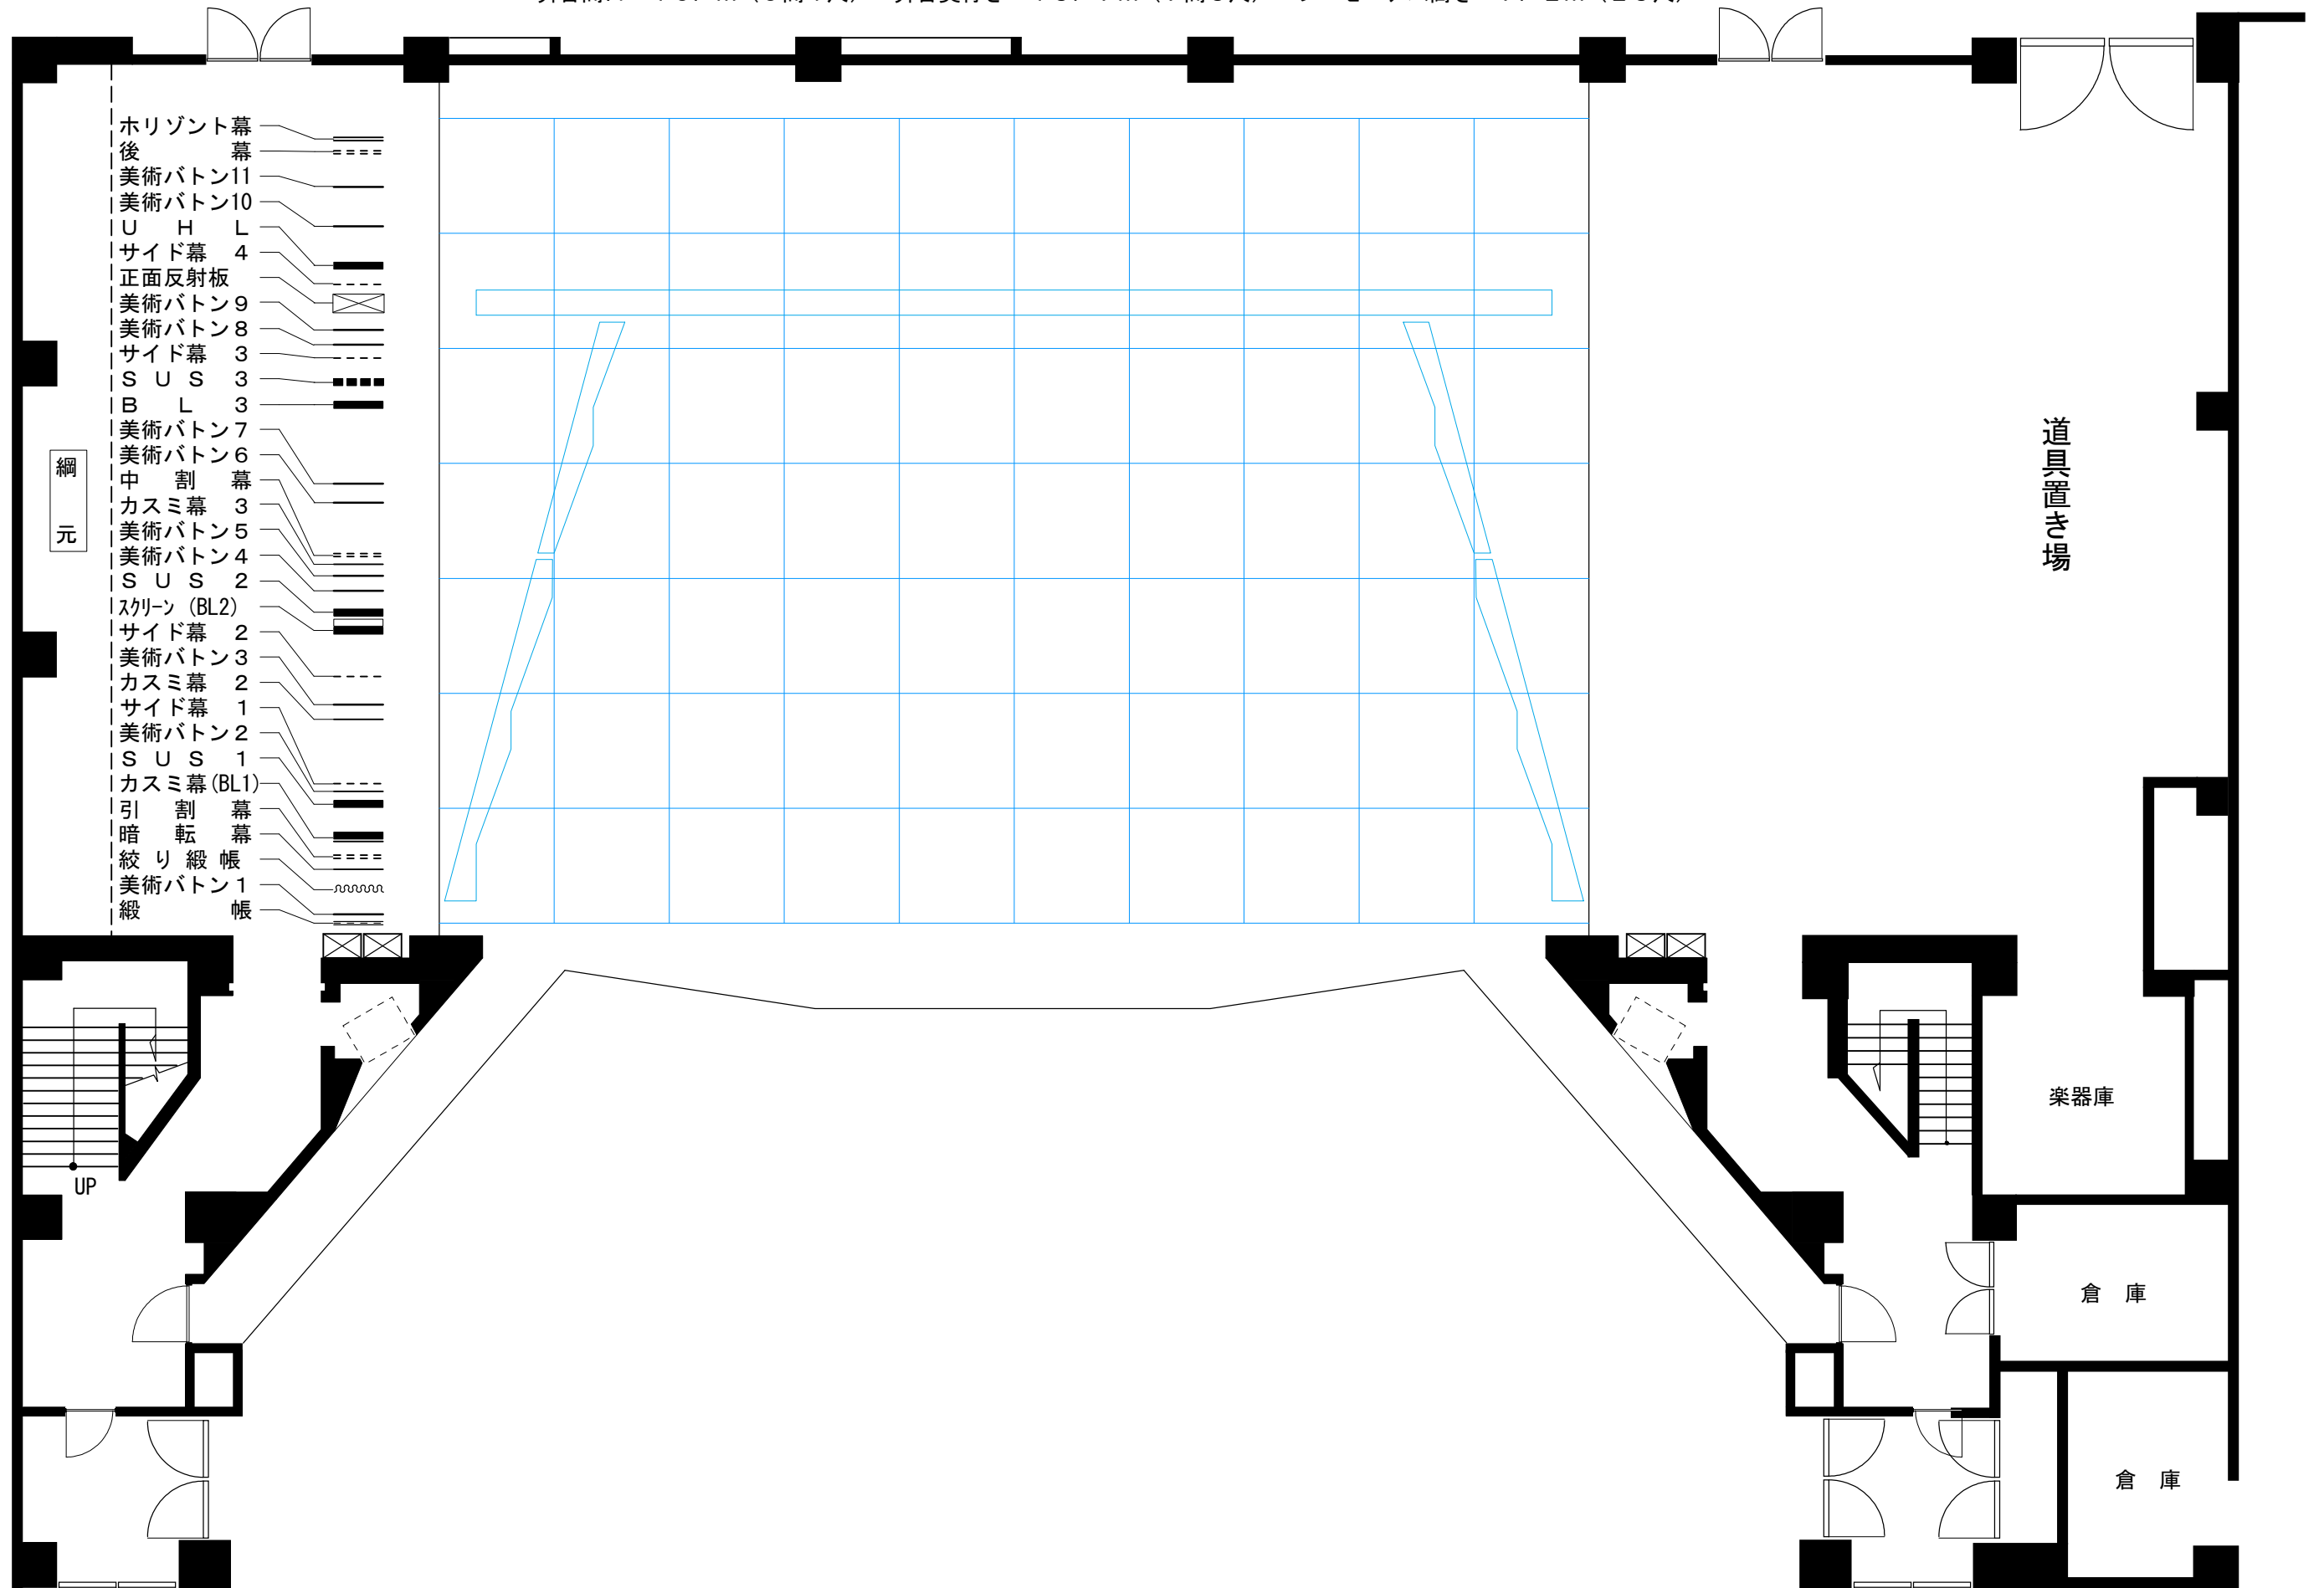 ホリゾント幕
後 幕
美術バトン11
美術バトン10
U H L
サイド幕 4
正面反射板
美術バトン9
美術バトン8
サイド幕 3
S U S 3
B L 3
美術バトン7
美術バトン6
中 割 幕
カスミ幕 3
美術バトン5
美術バトン4
S U S 2
スクリーン (BL2)
サイド幕 2
美術バトン3
カスミ幕 2
サイド幕 1
美術バトン2
S U S 1
カスミ幕(BL1)
引 割 幕
暗 転 幕
絞り緞帳
美術バトン1
緞 帳
綱元
道具置き場
UP
楽器庫
倉 庫
倉 庫